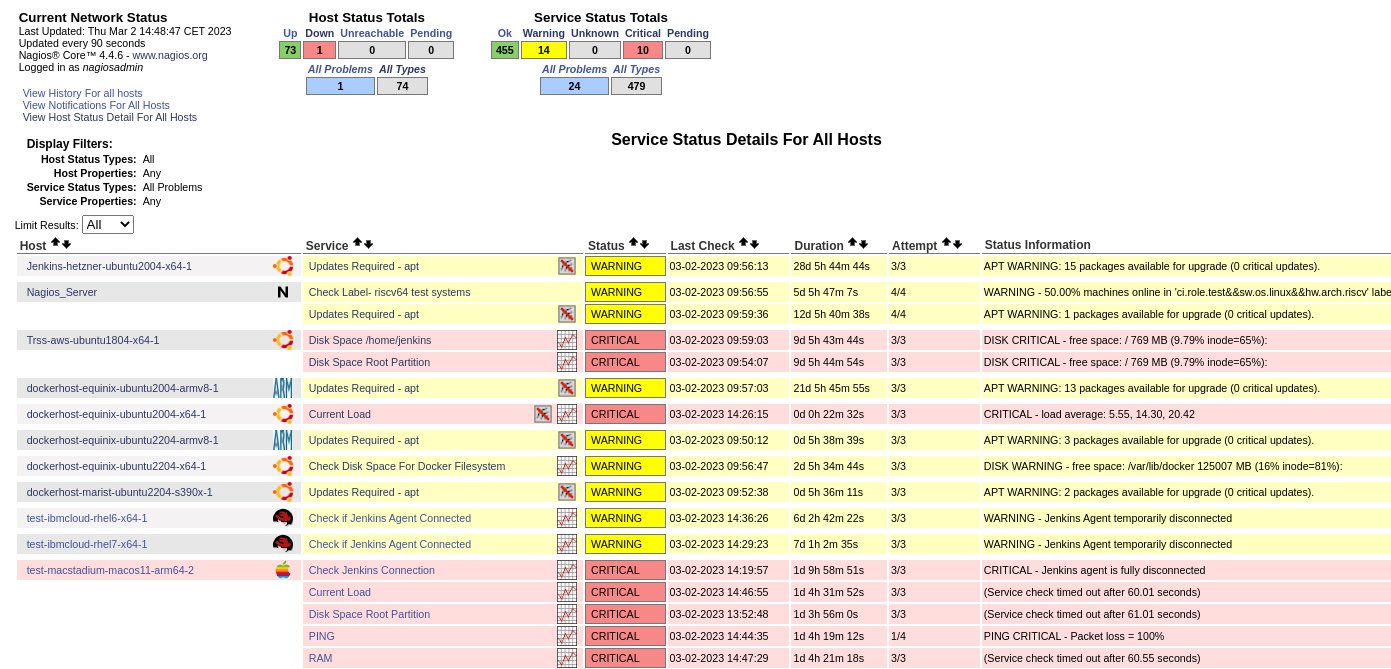 Current Network Status
Last Updated: Thu Mar 2 14:48:47 CET 2023
Updated every 90 seconds
Nagios® Core™ 4.4.6 - www.nagios.org
Logged in as nagiosadmin
View History For all hosts
View Notifications For All Hosts
View Host Status Detail For All Hosts
Host Status Totals
Up Down Unreachable Pending
73 1 0 0
All Problems All Types
1 74
Service Status Totals
Ok Warning Unknown Critical Pending
455 14 0 10 0
All Problems All Types
24 479
Display Filters:
Host Status Types: All
Host Properties: Any
Service Status Types: All Problems
Service Properties: Any
Service Status Details For All Hosts
Limit Results: All
Host Service Status Last Check Duration Attempt Status Information
Jenkins-hetzner-ubuntu2004-x64-1 Updates Required - apt WARNING 03-02-2023 09:56:13 28d 5h 44m 44s 3/3 APT WARNING: 15 packages available for upgrade (0 critical updates).
Nagios_Server N Check Label- riscv64 test systems WARNING 03-02-2023 09:56:55 5d 5h 47m 7s 4/4 WARNING - 50.00% machines online in 'ci.role.test&&sw.os.linux&&hw.arch.riscv' labe
Updates Required - apt WARNING 03-02-2023 09:59:36 12d 5h 40m 38s 4/4 APT WARNING: 1 packages available for upgrade (0 critical updates).
Trss-aws-ubuntu1804-x64-1 Disk Space /home/jenkins CRITICAL 03-02-2023 09:59:03 9d 5h 43m 44s 3/3 DISK CRITICAL - free space: / 769 MB (9.79% inode=65%):
Disk Space Root Partition CRITICAL 03-02-2023 09:54:07 9d 5h 44m 54s 3/3 DISK CRITICAL - free space: / 769 MB (9.79% inode=65%):
dockerhost-equinix-ubuntu2004-armv8-1 ARM Updates Required - apt WARNING 03-02-2023 09:57:03 21d 5h 45m 55s 3/3 APT WARNING: 13 packages available for upgrade (0 critical updates).
dockerhost-equinix-ubuntu2004-x64-1 Current Load CRITICAL 03-02-2023 14:26:15 0d 0h 22m 32s 3/3 CRITICAL - load average: 5.55, 14.30, 20.42
dockerhost-equinix-ubuntu2204-armv8-1 ARM Updates Required - apt WARNING 03-02-2023 09:50:12 0d 5h 38m 39s 3/3 APT WARNING: 3 packages available for upgrade (0 critical updates).
dockerhost-equinix-ubuntu2204-x64-1 Check Disk Space For Docker Filesystem WARNING 03-02-2023 09:56:47 2d 5h 34m 44s 3/3 DISK WARNING - free space: /var/lib/docker 125007 MB (16% inode=81%):
dockerhost-marist-ubuntu2204-s390x-1 Updates Required - apt WARNING 03-02-2023 09:52:38 0d 5h 36m 11s 3/3 APT WARNING: 2 packages available for upgrade (0 critical updates).
test-ibmcloud-rhel6-x64-1 Check if Jenkins Agent Connected WARNING 03-02-2023 14:36:26 6d 2h 42m 22s 3/3 WARNING - Jenkins Agent temporarily disconnected
test-ibmcloud-rhel7-x64-1 Check if Jenkins Agent Connected WARNING 03-02-2023 14:29:23 7d 1h 2m 35s 3/3 WARNING - Jenkins Agent temporarily disconnected
test-macstadium-macos11-arm64-2 Check Jenkins Connection CRITICAL 03-02-2023 14:19:57 1d 9h 58m 51s 3/3 CRITICAL - Jenkins agent is fully disconnected
Current Load CRITICAL 03-02-2023 14:46:55 1d 4h 31m 52s 3/3 (Service check timed out after 60.01 seconds)
Disk Space Root Partition CRITICAL 03-02-2023 13:52:48 1d 3h 56m 0s 3/3 (Service check timed out after 61.01 seconds)
PING CRITICAL 03-02-2023 14:44:35 1d 4h 19m 12s 1/4 PING CRITICAL - Packet loss = 100%
RAM CRITICAL 03-02-2023 14:47:29 1d 4h 21m 18s 3/3 (Service check timed out after 60.55 seconds)